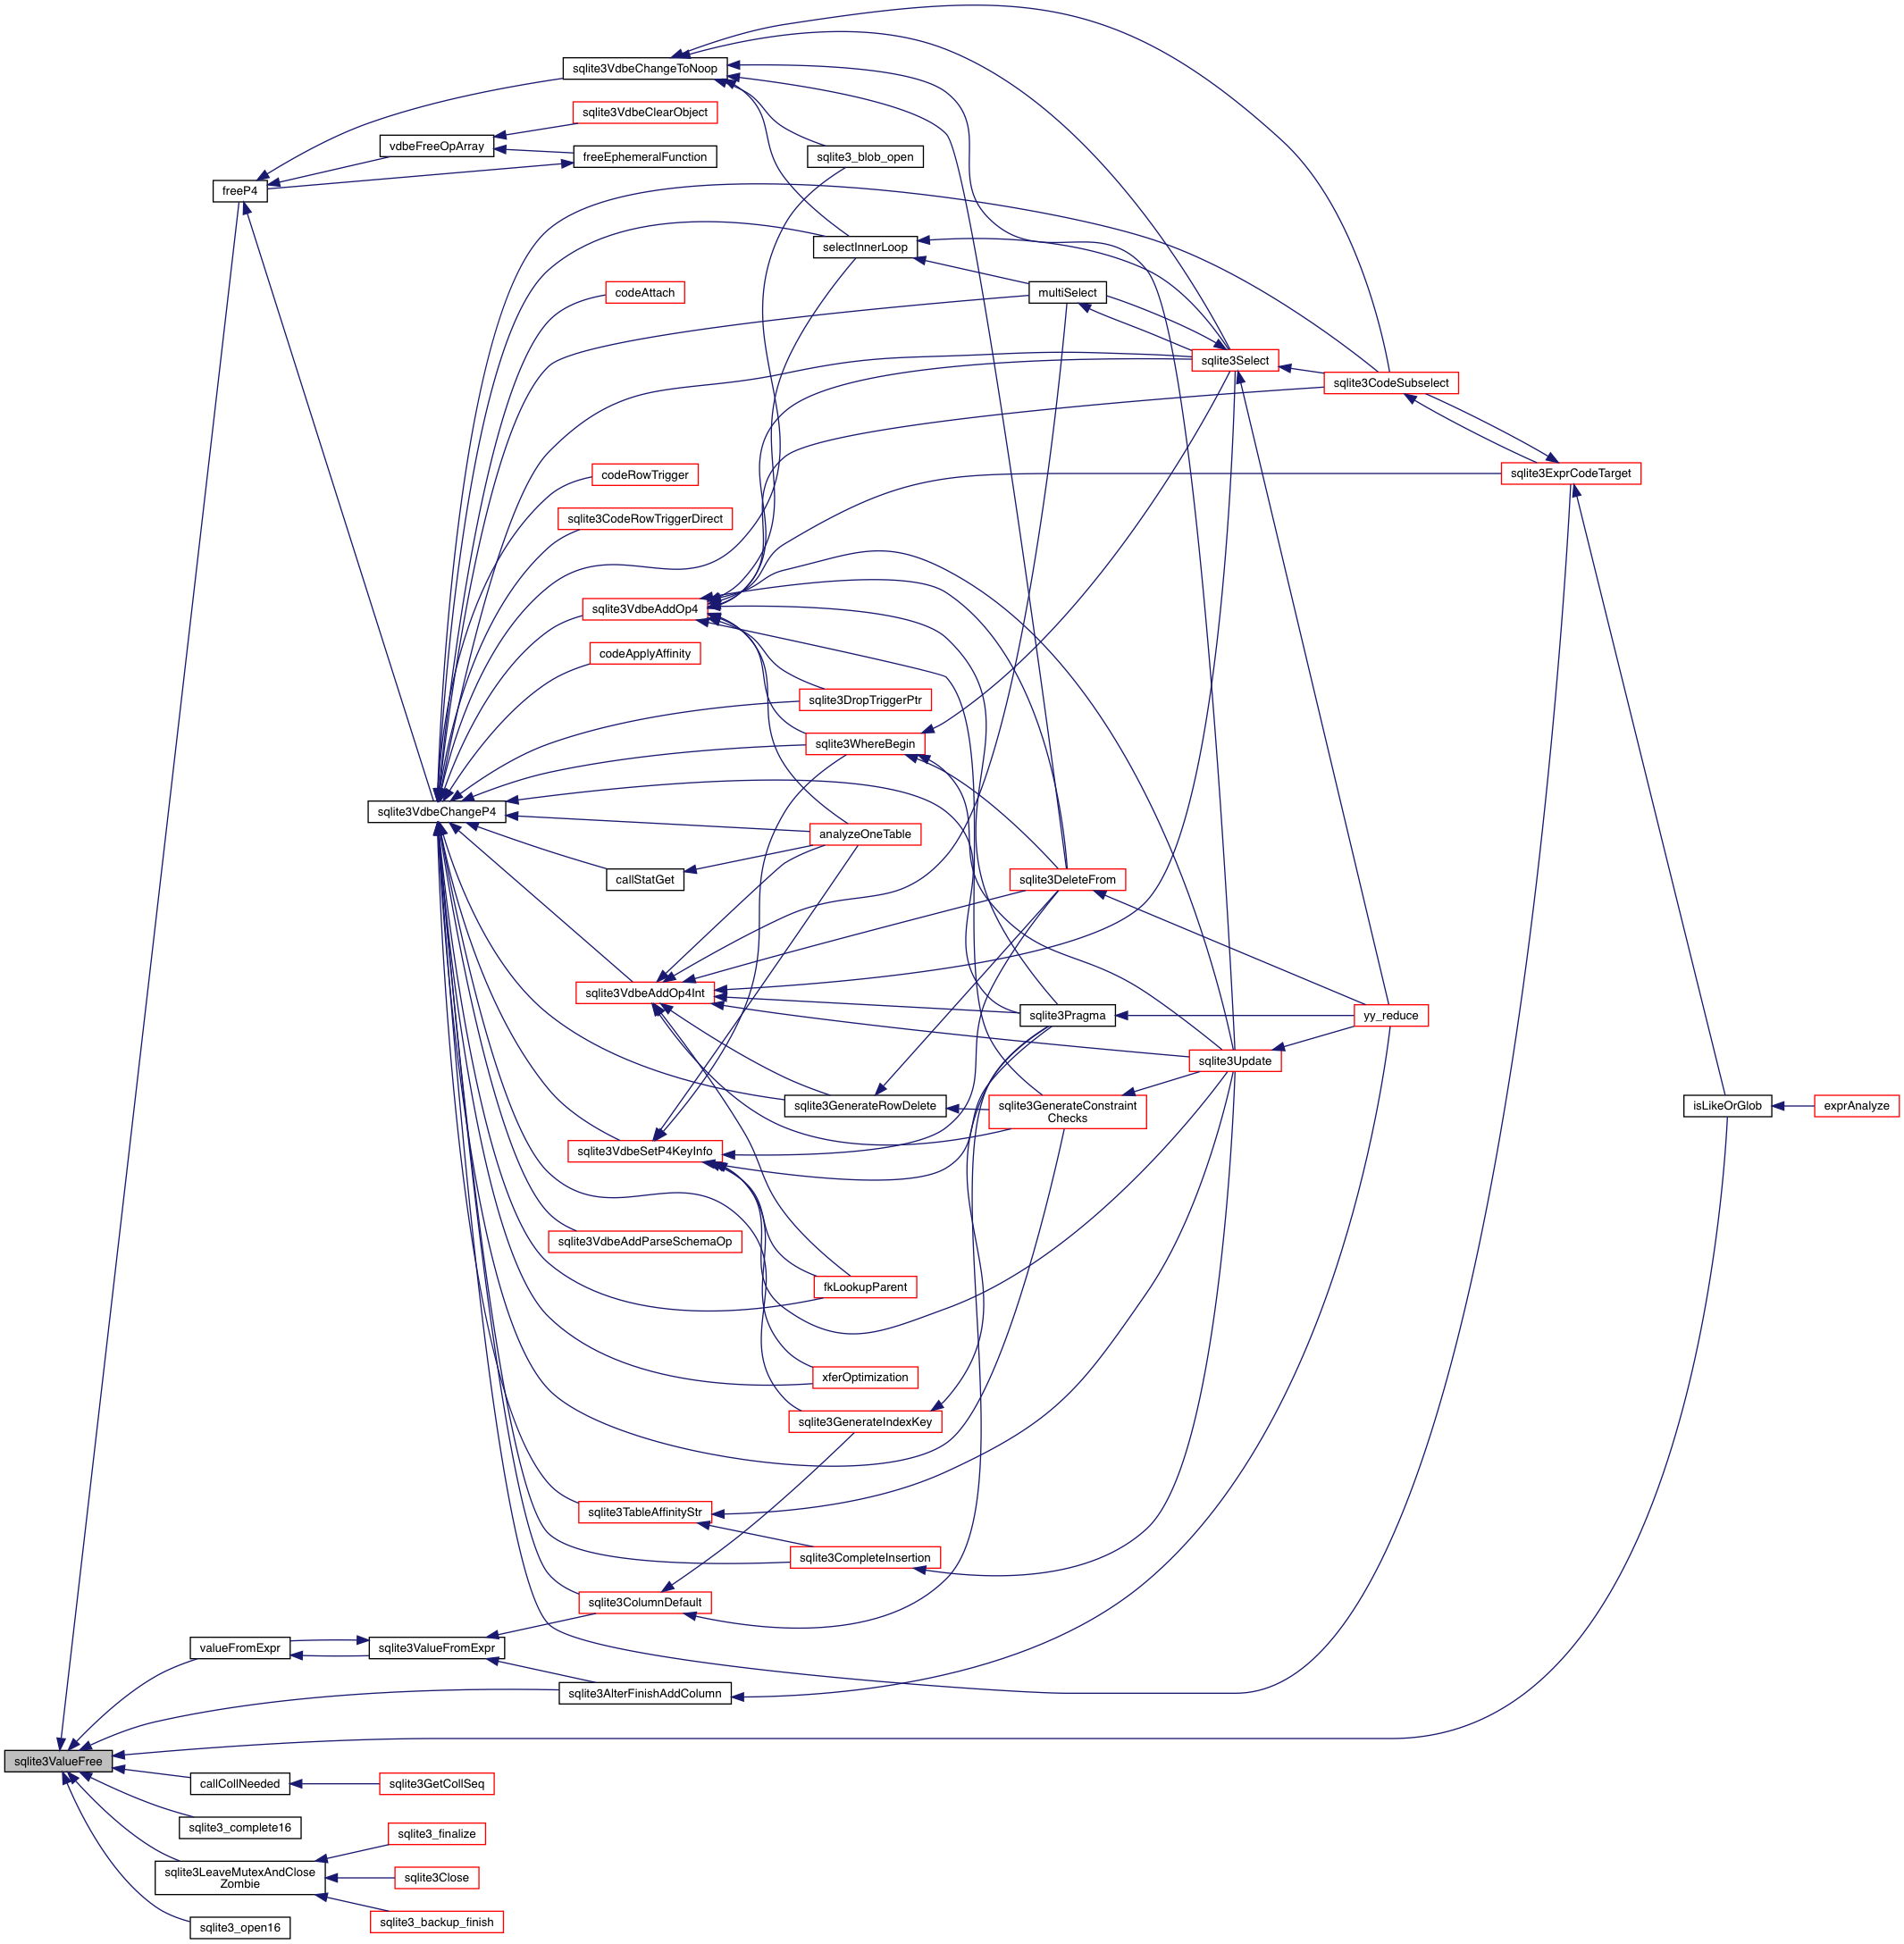 sqlite3VdbeChangeToNoop
sqlite3VdbeClearObject
vdbeFreeOpArray
freeEphemeralFunction
sqlite3_blob_open
freeP4
selectInnerLoop
codeAttach
multiSelect
sqlite3Select
sqlite3CodeSubselect
codeRowTrigger
sqlite3ExprCodeTarget
sqlite3CodeRowTriggerDirect
sqlite3VdbeAddOp4
codeApplyAffinity
sqlite3DropTriggerPtr
sqlite3WhereBegin
sqlite3VdbeChangeP4
analyzeOneTable
callStatGet
sqlite3DeleteFrom
sqlite3VdbeAddOp4Int
sqlite3Pragma
yy_reduce
sqlite3Update
sqlite3GenerateRowDelete
sqlite3GenerateConstraint
Checks
isLikeOrGlob
exprAnalyze
sqlite3VdbeSetP4KeyInfo
sqlite3VdbeAddParseSchemaOp
fkLookupParent
xferOptimization
sqlite3GenerateIndexKey
sqlite3TableAffinityStr
sqlite3CompleteInsertion
sqlite3ColumnDefault
valueFromExpr
sqlite3ValueFromExpr
sqlite3AlterFinishAddColumn
sqlite3ValueFree
callCollNeeded
sqlite3GetCollSeq
sqlite3_complete16
sqlite3_finalize
sqlite3LeaveMutexAndClose
Zombie
sqlite3Close
sqlite3_backup_finish
sqlite3_open16